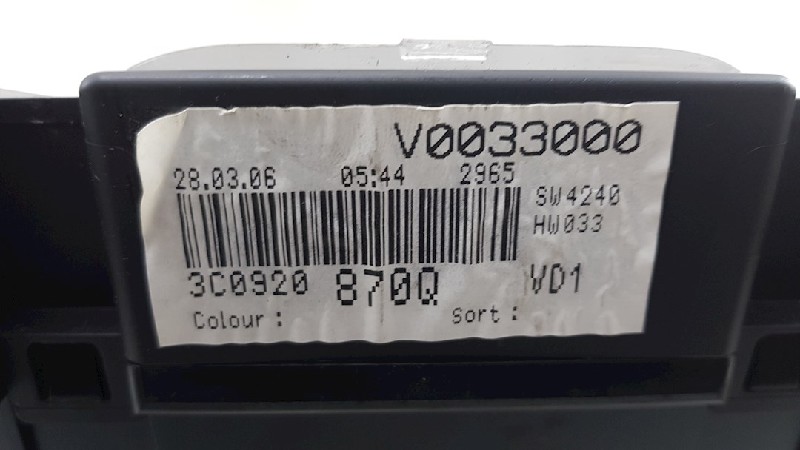 V0033000
28.03.06 05:44 2965
SW4240
HW033
3C0920 870Q VD1
Colour : Sort :